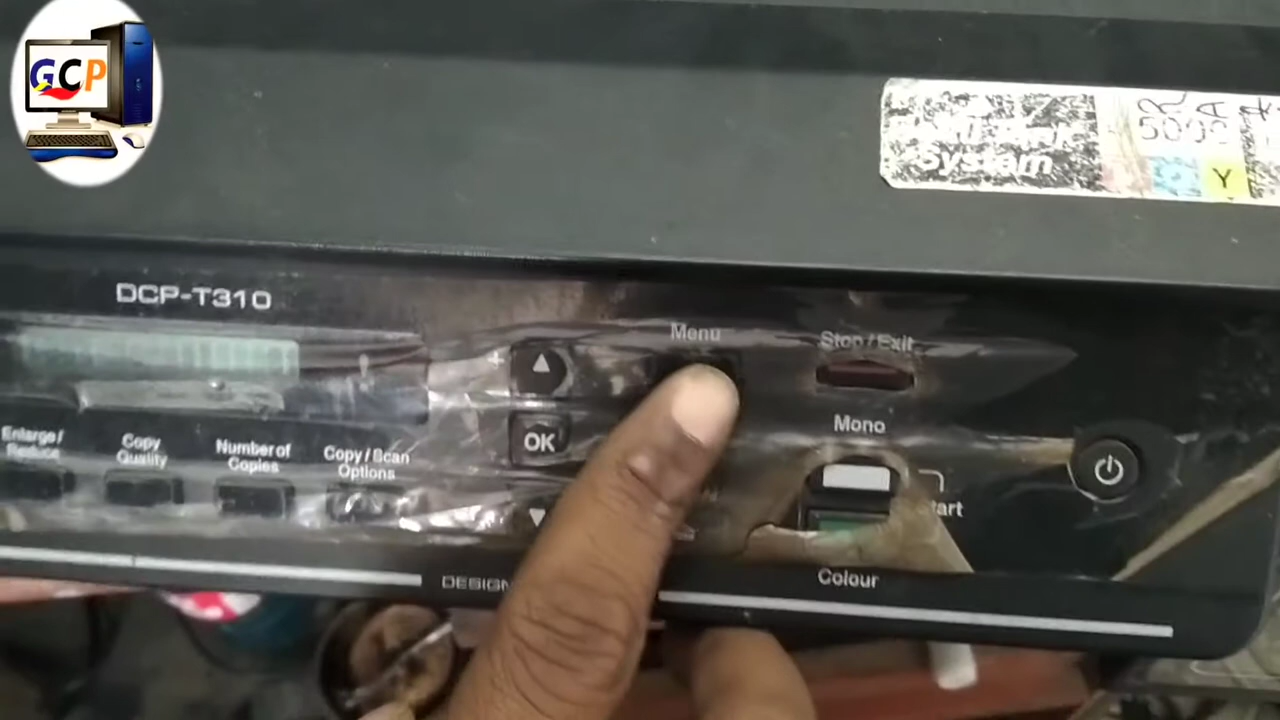 GCP
System
Y
DCP-T310
Menu
Stop / Exit
+
OK
Mono
Enlarge /
Reduce
Copy
Quality
Number of
Copies
Copy / Scan
Options
Colour